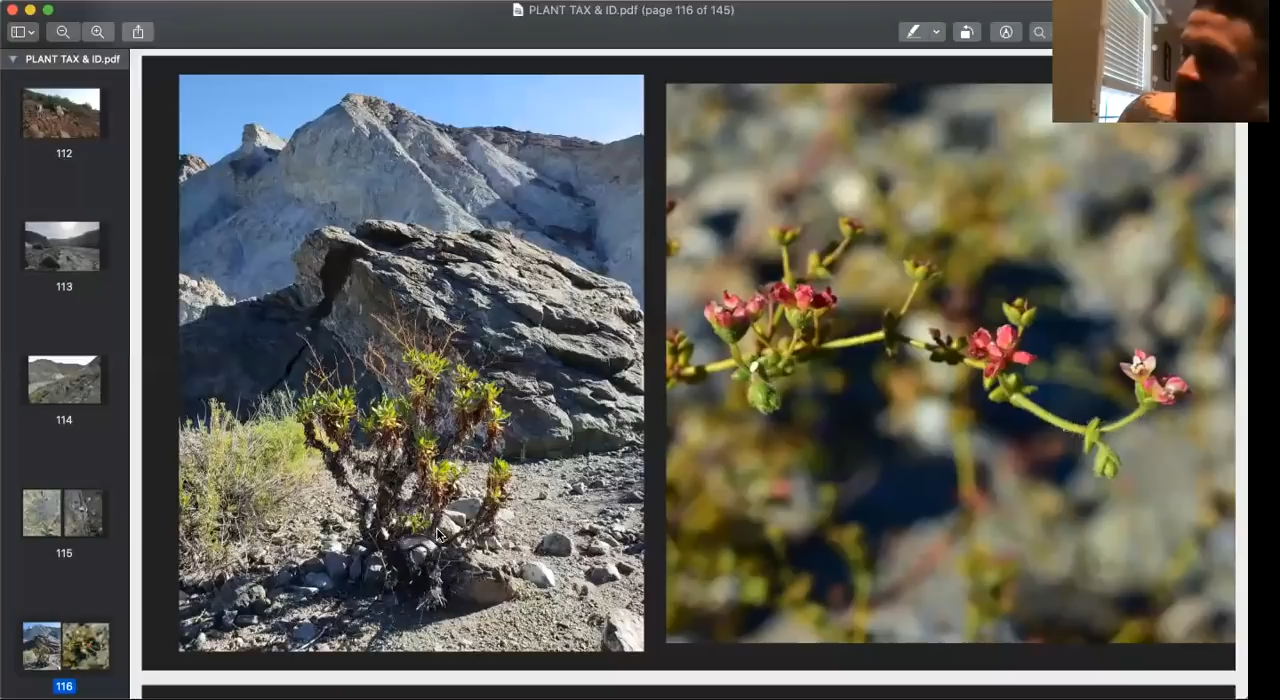 PLANT TAX & ID.pdf (page 116 of 145)
PLANT TAX & ID.pdf
112
113
114
115
116